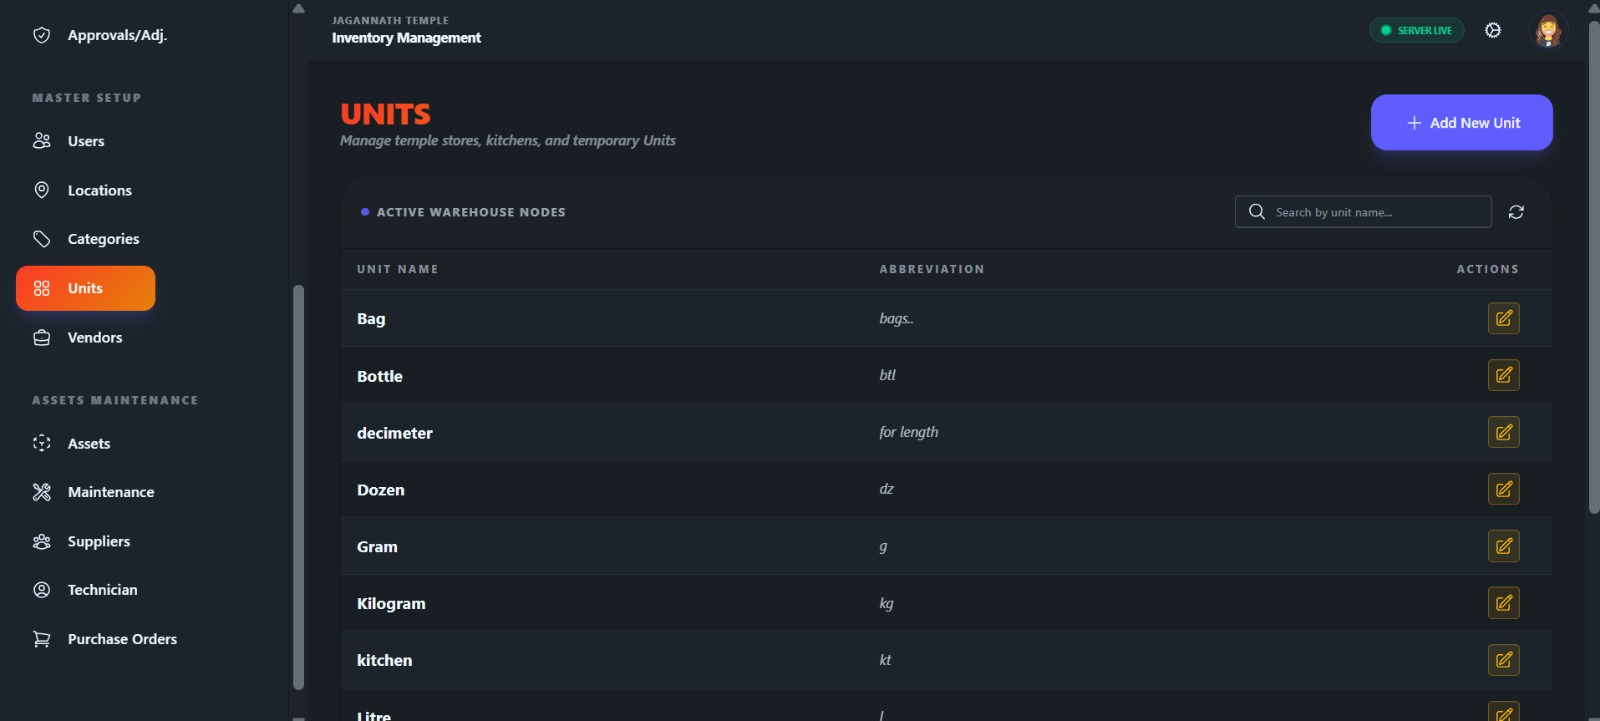 Approvals/Adj.
MASTER SETUP
Users
Locations
Categories
Units
Vendors
ASSETS MAINTENANCE
Assets
Maintenance
Suppliers
Technician
Purchase Orders
JAGANNATH TEMPLE
Inventory Management
SERVER LIVE
UNITS
Manage temple stores, kitchens, and temporary Units
Add New Unit
ACTIVE WAREHOUSE NODES
Search by unit name...
UNIT NAME ABBREVIATION ACTIONS
Bag bags..
Bottle btl
decimeter for length
Dozen dz
Gram g
Kilogram kg
kitchen kt
Litre l